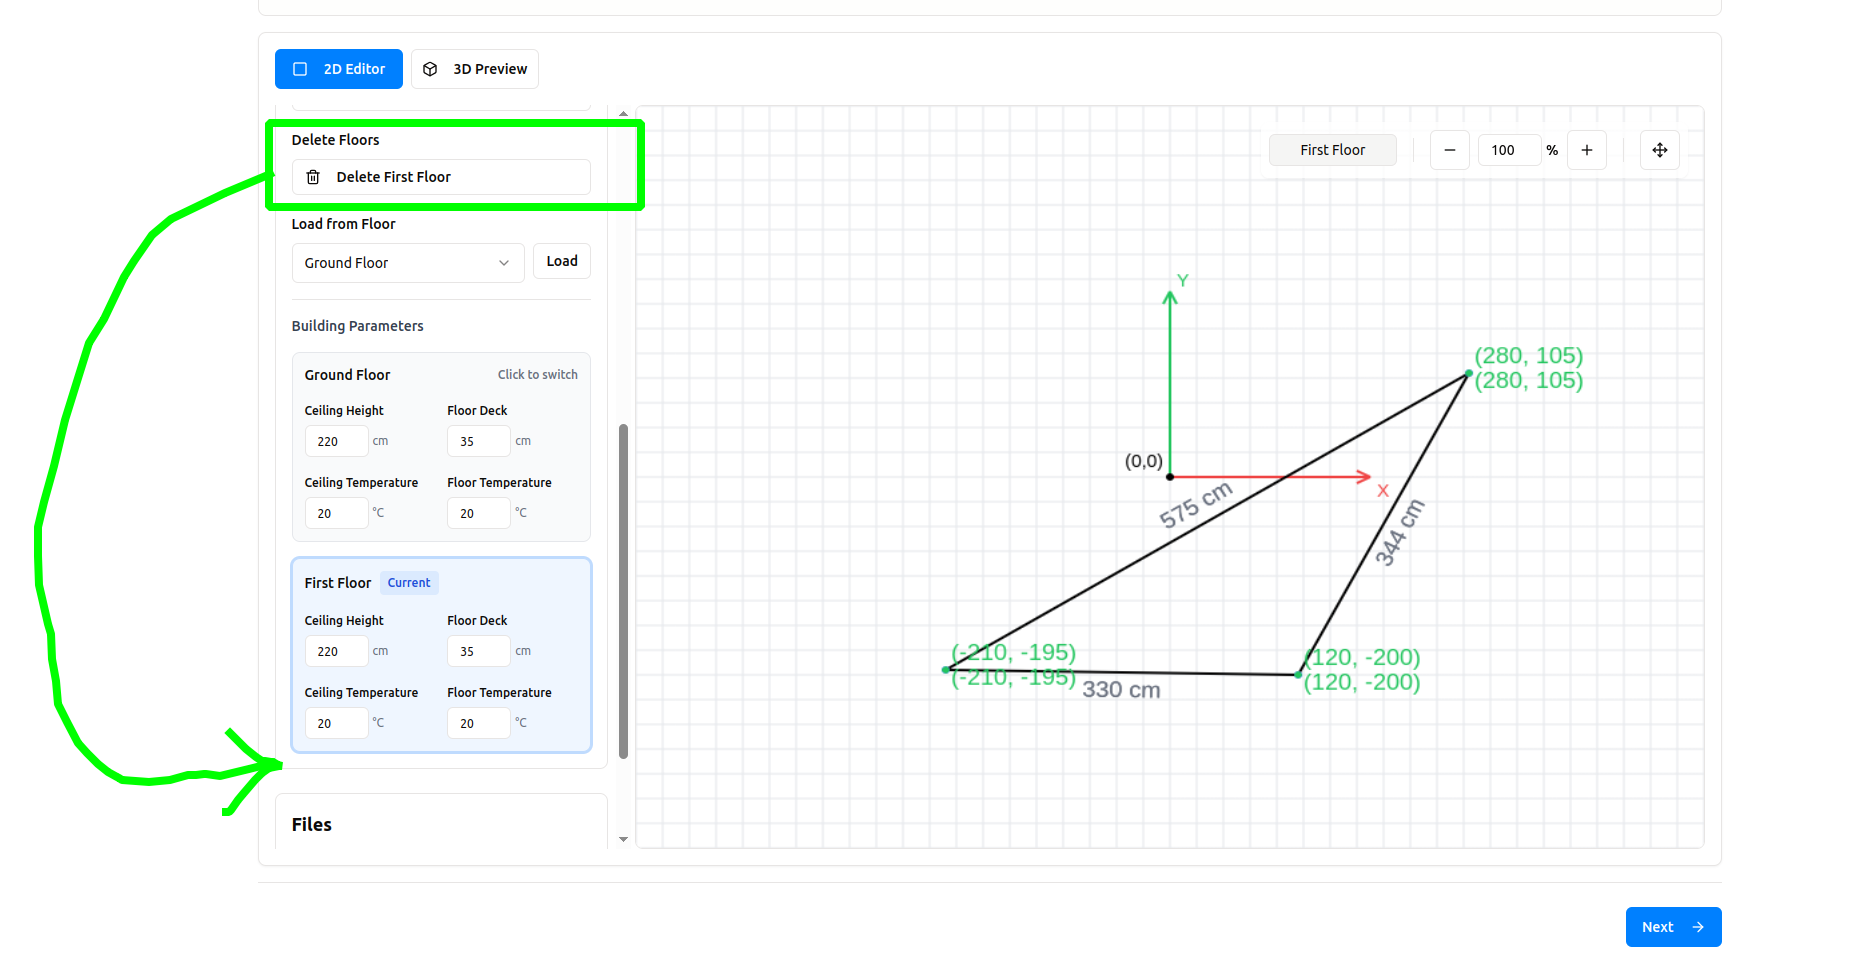 2D Editor
3D Preview
Delete Floors
Delete First Floor
Load from Floor
Ground Floor
Load
Building Parameters
Ground Floor
Click to switch
Ceiling Height
Floor Deck
220 cm
35 cm
Ceiling Temperature
Floor Temperature
20 °C
20 °C
First Floor
Current
Ceiling Height
Floor Deck
220 cm
35 cm
Ceiling Temperature
Floor Temperature
20 °C
20 °C
Files
First Floor
100 %
Y
(280, 105)
(280, 105)
(0,0)
X
575 cm
344 cm
(-210, -195)
(-210, -195)
330 cm
(120, -200)
(120, -200)
Next